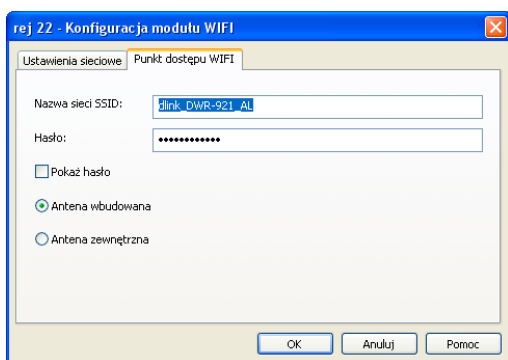 rej 22 - Konfiguracja modułu WIFI
Ustawienia sieciowe Punkt dostępu WIFI
Nazwa sieci SSID: dlink_DWR-921_AL
Hasło: ••••••••••••
Pokaż hasło
Antena wbudowana
Antena zewnętrzna
OK Anuluj Pomoc